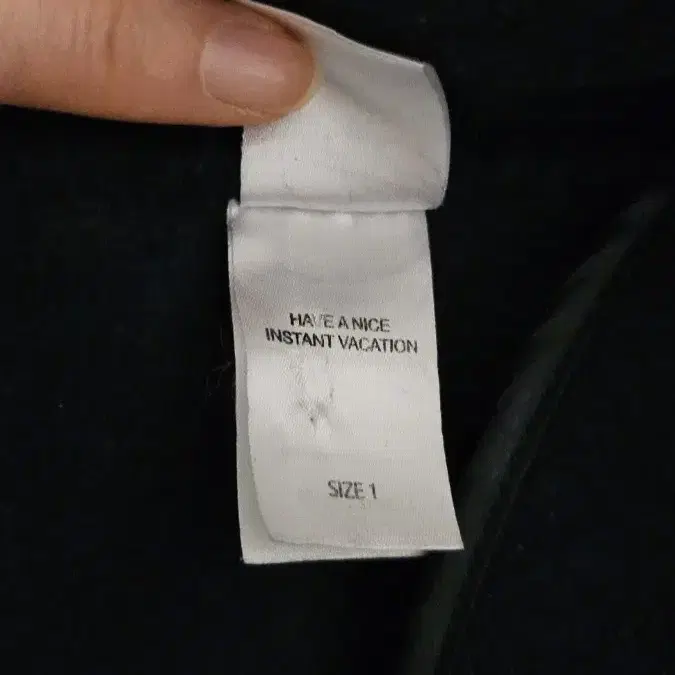 HAVE A NICE
INSTANT VACATION
SIZE 1